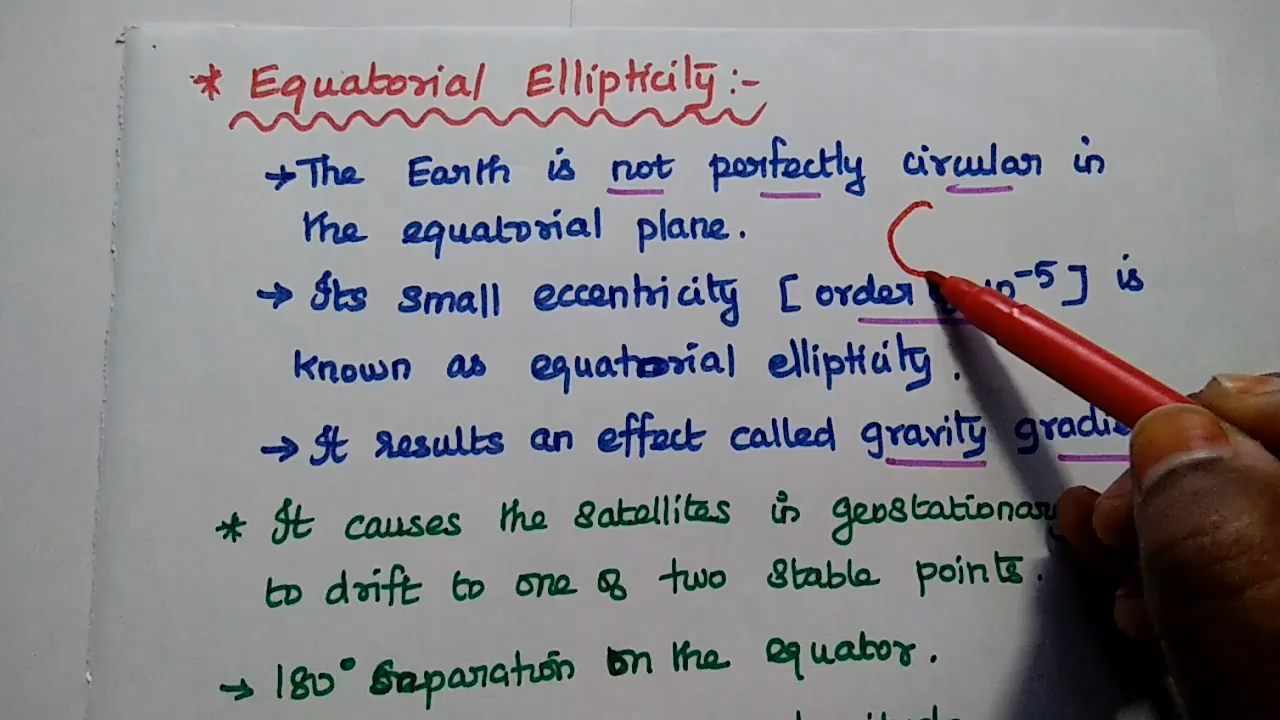 * Equatorial Ellipticity:-
→ The Earth is not perfectly circular in
the equatorial plane.
→ Its small eccentricity [order 10⁻⁵] is
known as equatorial ellipticity.
→ It results an effect called gravity
* It causes the satellites in geostationary
to drift to one of two stable points.
→ 180° Separation on the equator.